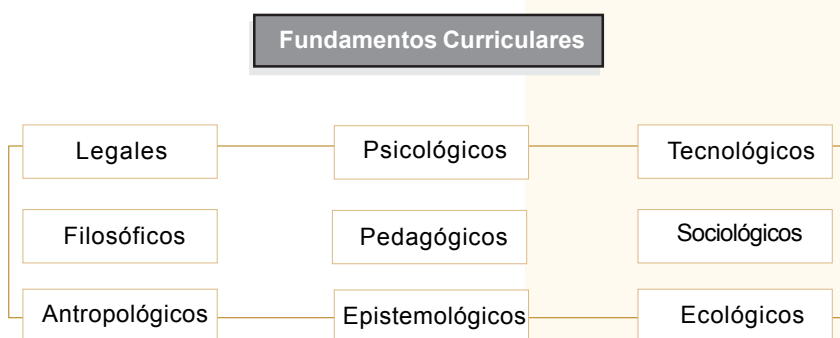 Fundamentos Curriculares
Legales
Psicológicos
Tecnológicos
Filosóficos
Pedagógicos
Sociológicos
Antropológicos
Epistemológicos
Ecológicos